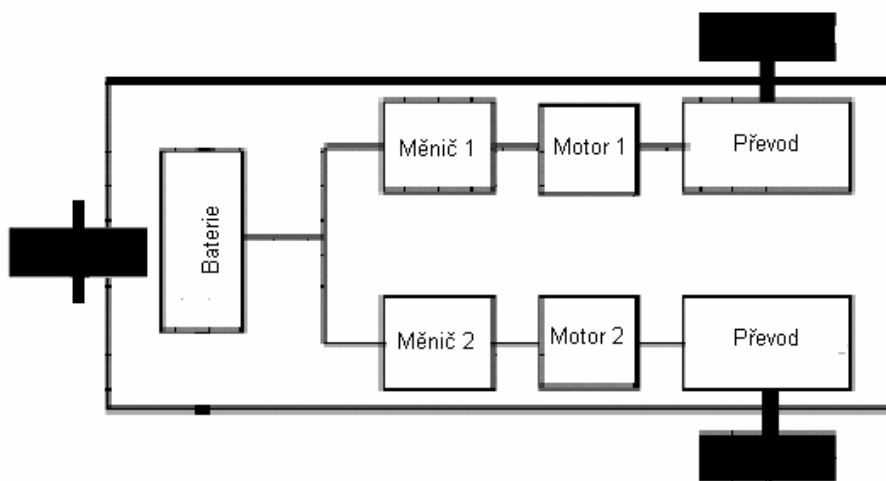 Baterie
Měnič 1
Motor 1
Převod
Měnič 2
Motor 2
Převod